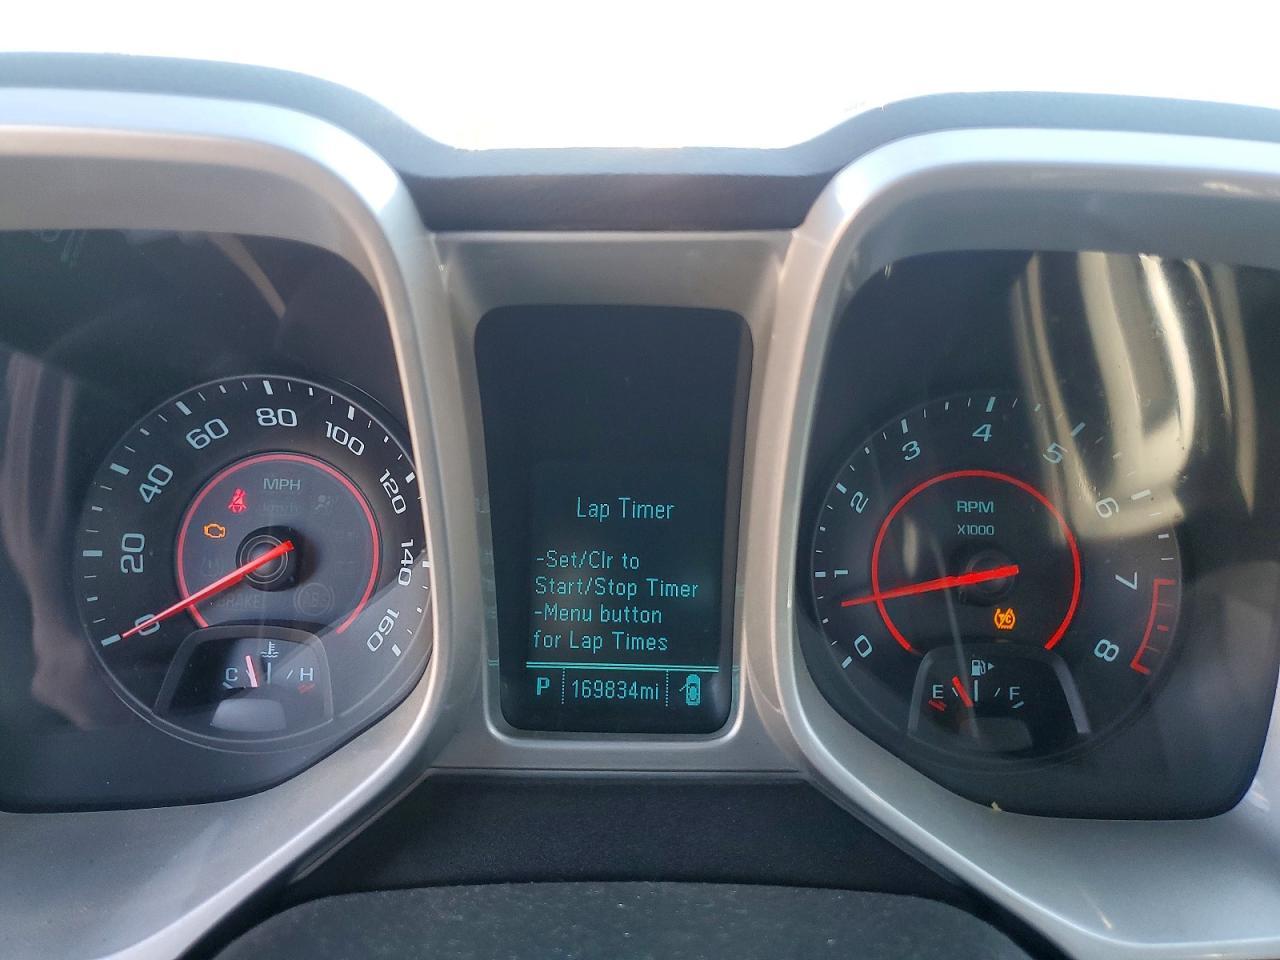 0
20
40
60
80
100
120
140
160
MPH
km/h
BRAKE
C
H
Lap Timer
-Set/Clr to
Start/Stop Timer
-Menu button
for Lap Times
P 169834mi
0
1
2
3
4
5
6
7
8
RPM
X1000
E
F